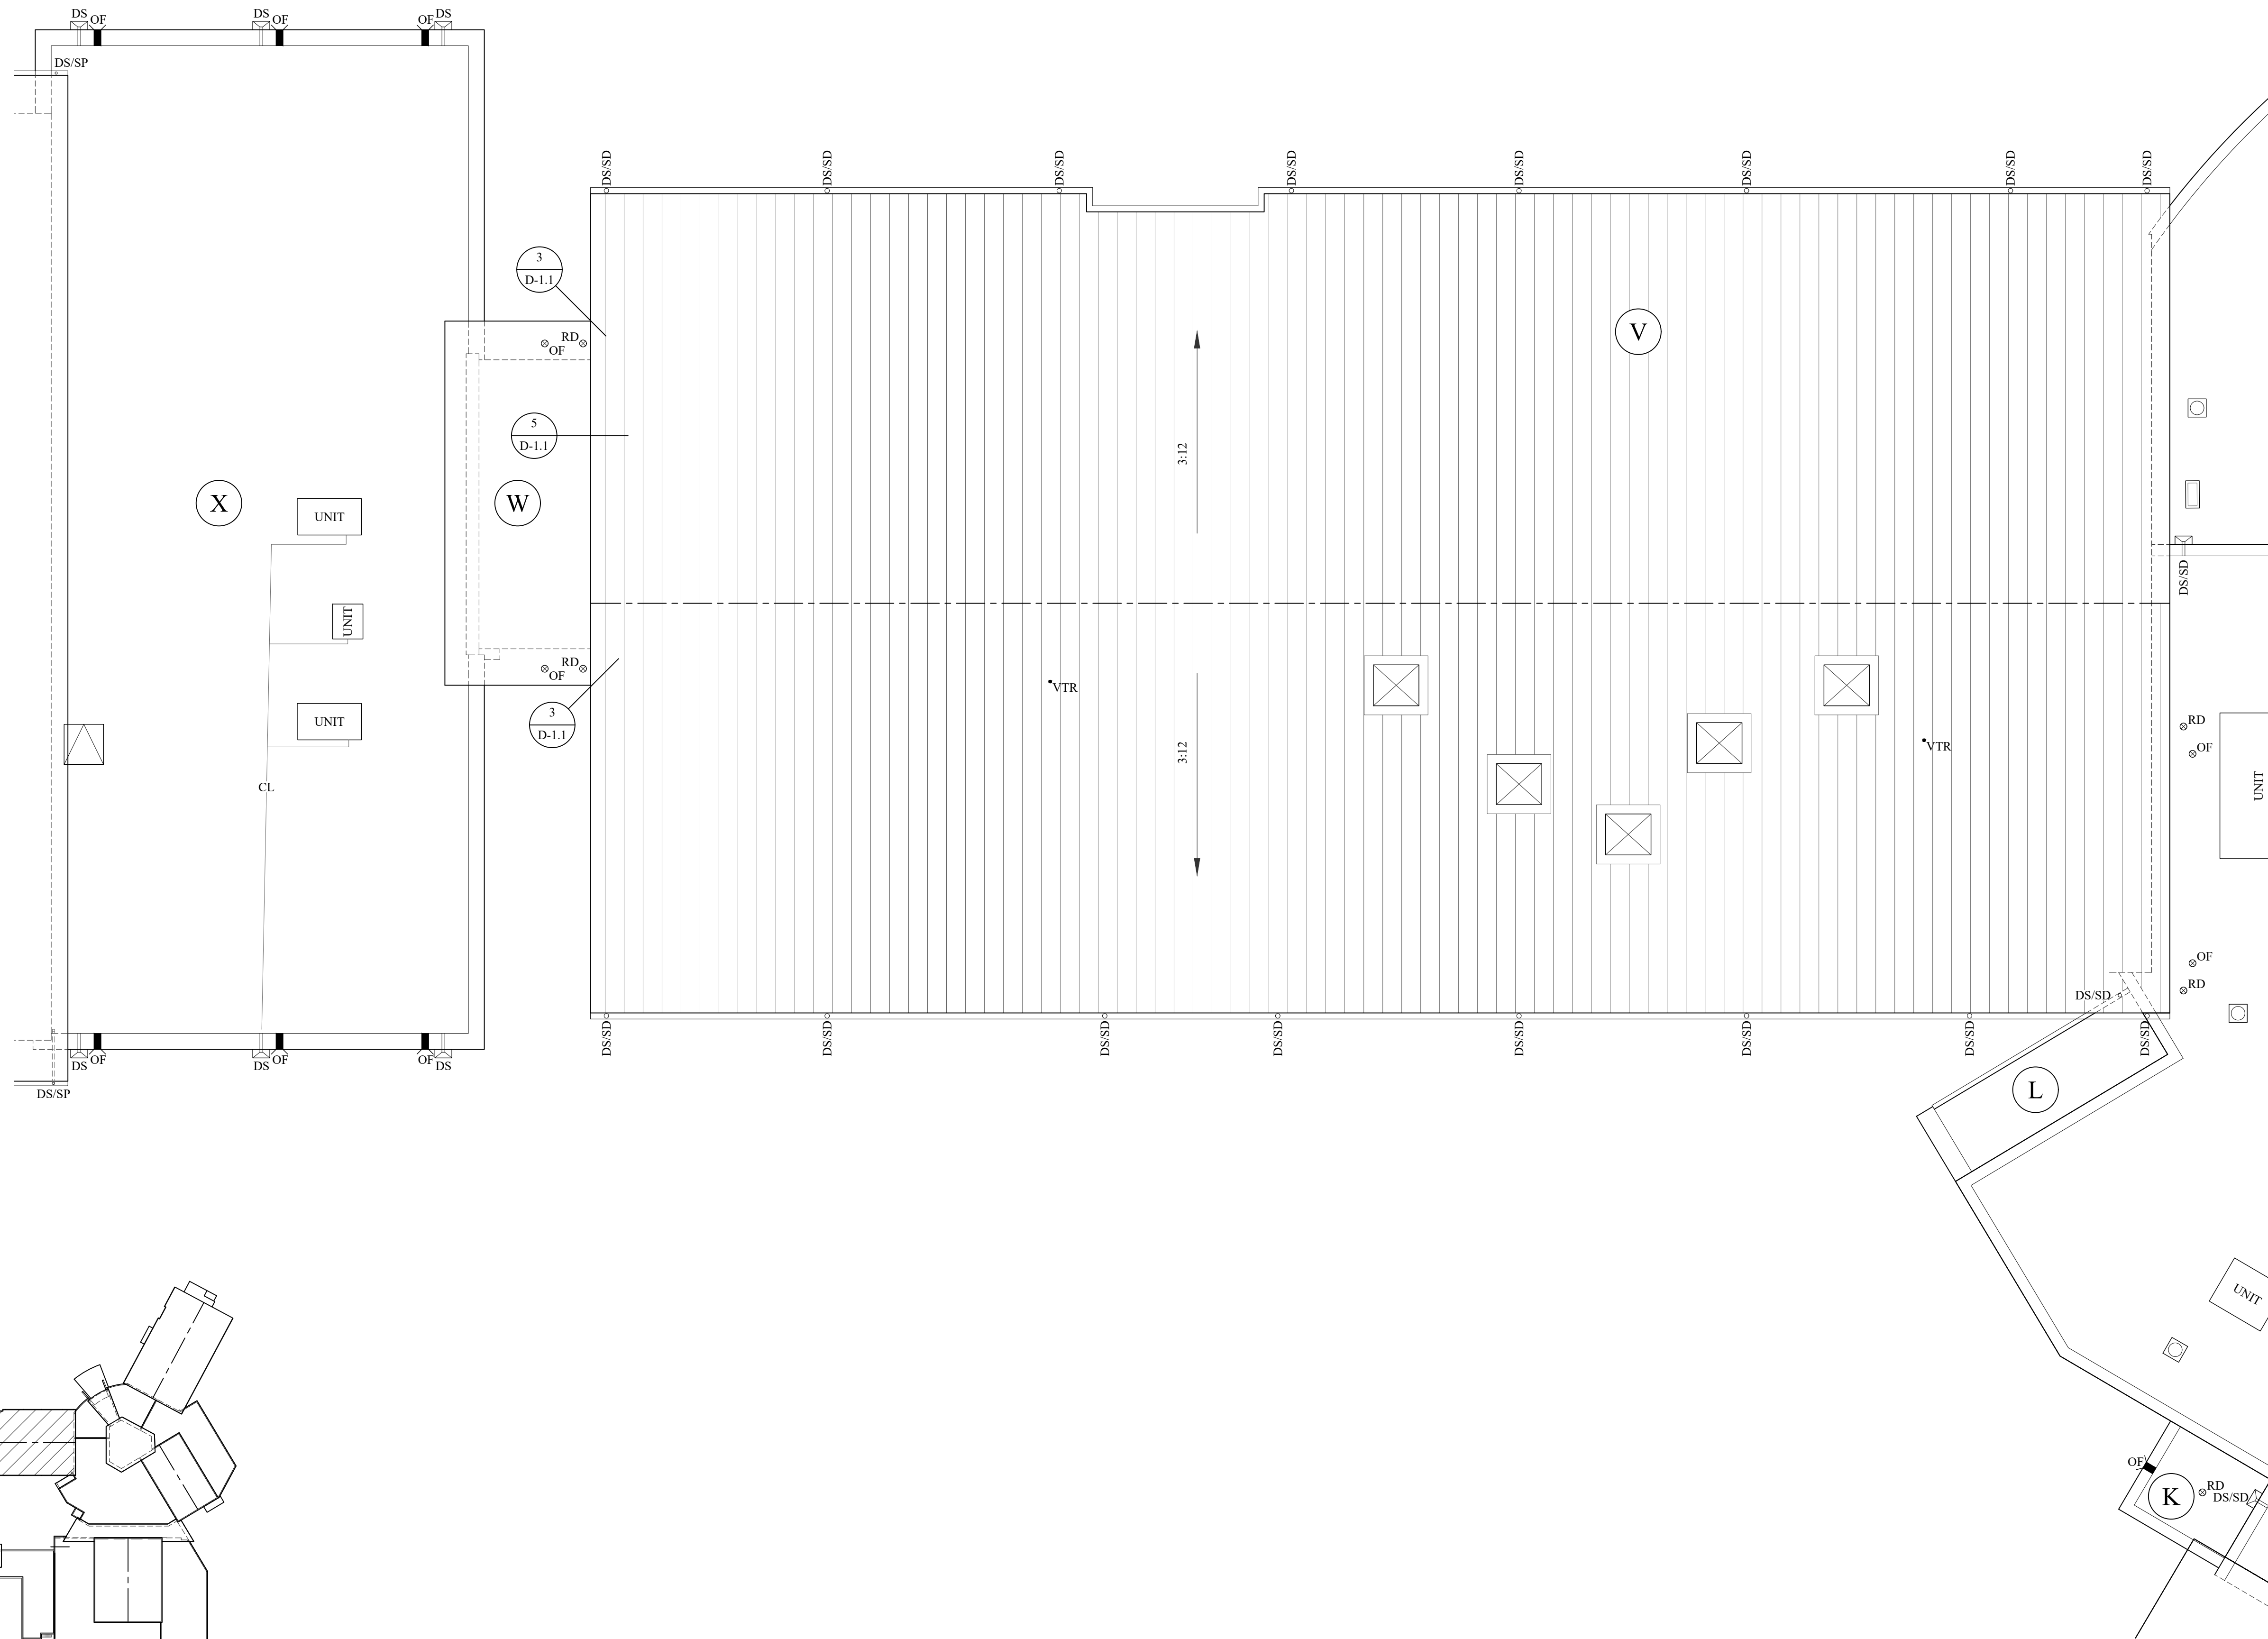 DS
OF
DS
OF
OF
DS
DS/SP
DS/SD
DS/SD
DS/SD
DS/SD
DS/SD
DS/SD
DS/SD
DS/SD
3
D-1.1
V
RD
OF
5
D-1.1
3:12
X
W
UNIT
DS/SD
UNIT
RD
OF
VTR
UNIT
3
D-1.1
3:12
VTR
RD
OF
UNIT
CL
OF
RD
DS/SD
DS
OF
DS
OF
OF
DS
DS/SP
DS/SD
DS/SD
DS/SD
DS/SD
DS/SD
DS/SD
DS/SD
DS/SD
L
UNIT
OF
K
RD
DS/SD